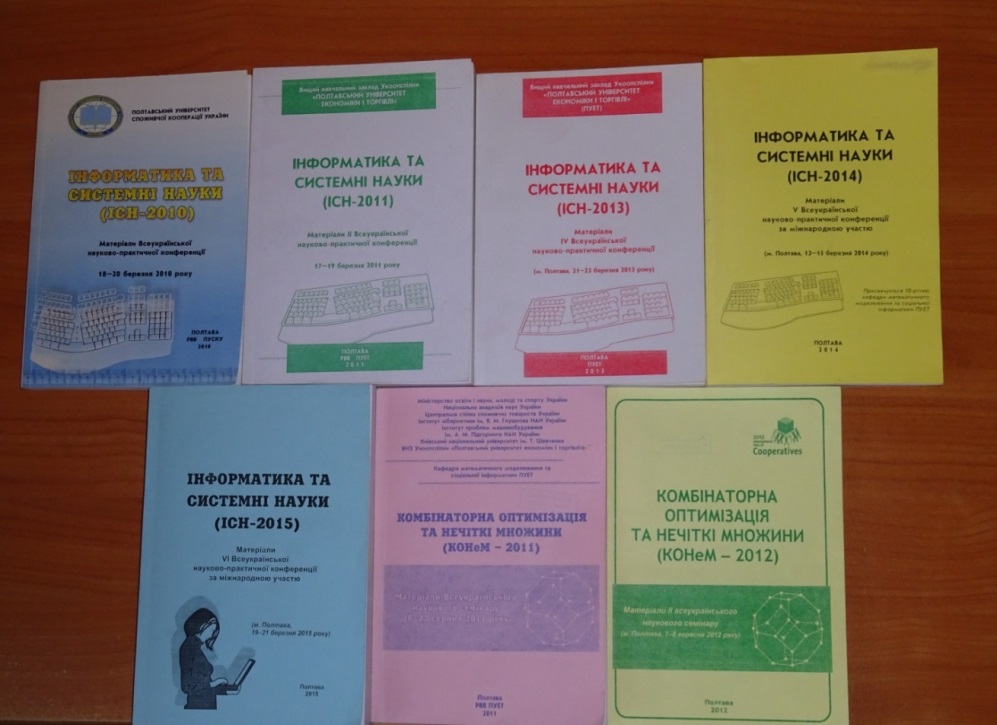 ПОЛТАВСЬКИЙ УНІВЕРСИТЕТ
СПОЖИВЧОЇ КООПЕРАЦІЇ УКРАЇНИ
ІНФОРМАТИКА ТА
СИСТЕМНІ НАУКИ
(ІСН-2010)
Матеріали Всеукраїнської
науково-практичної конференції
18-20 березня 2010 року
ПОЛТАВА
РВВ ПУСКУ
2010
Вищий навчальний заклад Укоопспілки
«ПОЛТАВСЬКИЙ УНІВЕРСИТЕТ
ЕКОНОМІКИ І ТОРГІВЛІ»
ІНФОРМАТИКА ТА
СИСТЕМНІ НАУКИ
(ІСН-2011)
Матеріали ІІ Всеукраїнської
науково-практичної конференції
17-19 березня 2011 року
ПОЛТАВА
РВВ ПУЕТ
2011
Вищий навчальний заклад Укоопспілки
«ПОЛТАВСЬКИЙ УНІВЕРСИТЕТ
ЕКОНОМІКИ І ТОРГІВЛІ»
(ПУЕТ)
ІНФОРМАТИКА ТА
СИСТЕМНІ НАУКИ
(ІСН-2013)
Матеріали
IV Всеукраїнської
науково-практичної конференції
(м. Полтава, 21-23 березня 2013 року)
ПОЛТАВА
ПУЕТ
2013
ІНФОРМАТИКА ТА
СИСТЕМНІ НАУКИ
(ІСН-2014)
Матеріали
V Всеукраїнської
науково-практичної конференції
за міжнародною участю
(м. Полтава, 13-15 березня 2014 року)
Присвячується 10-річчю
кафедри математичного
моделювання та соціальної
інформатики ПУЕТ
ПОЛТАВА
2014
ІНФОРМАТИКА ТА
СИСТЕМНІ НАУКИ
(ІСН-2015)
Матеріали
VI Всеукраїнської
науково-практичної конференції
за міжнародною участю
(м. Полтава,
19-21 березня 2015 року)
Полтава
2015
Міністерство освіти і науки, молоді та спорту України
Національна академія наук України
Центральна спілка споживчих товариств України
Інститут кібернетики ім. В. М. Глушкова НАН України
Інститут проблем машинобудування
ім. А. М. Підгорного НАН України
Київський національний університет ім. Т. Шевченка
ВНЗ Укоопспілки «Полтавський університет економіки і торгівлі»
Кафедра математичного моделювання та
соціальної інформатики ПУЕТ
КОМБІНАТОРНА ОПТИМІЗАЦІЯ
ТА НЕЧІТКІ МНОЖИНИ
(КОНеМ – 2011)
Матеріали Всеукраїнського
наукового семінару
серпня 2011 року
Полтава
РВВ ПУЕТ
2011
2012
Cooperatives
КОМБІНАТОРНА
ОПТИМІЗАЦІЯ
ТА НЕЧІТКІ МНОЖИНИ
(КОНеМ – 2012)
Матеріали ІІ всеукраїнського
наукового семінару
(м. Полтава, вересня 2012 року)
Полтава
2012